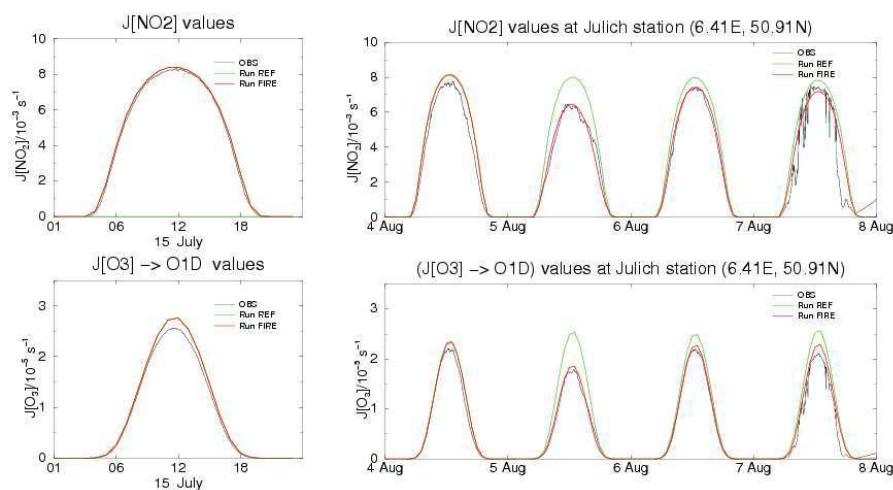 J[NO2] values
J[NO₂]/10⁻³ s⁻¹
10
8
6
4
2
0
OBS
Run REF
Run FIRE
01 06 12 18
15 July
J[NO2] values at Julich station (6.41E, 50.91N)
J[NO₂]/10⁻³ s⁻¹
10
8
6
4
2
0
OBS
Run REF
Run FIRE
4 Aug 5 Aug 6 Aug 7 Aug 8 Aug
J[O3] −> O1D values
J[O₃]/10⁻⁵ s⁻¹
3
2
1
0
OBS
Run REF
Run FIRE
01 06 12 18
15 July
(J[O3] −> O1D) values at Julich station (6.41E, 50.91N)
J[O₃]/10⁻⁵ s⁻¹
3
2
1
0
OBS
Run REF
Run FIRE
4 Aug 5 Aug 6 Aug 7 Aug 8 Aug